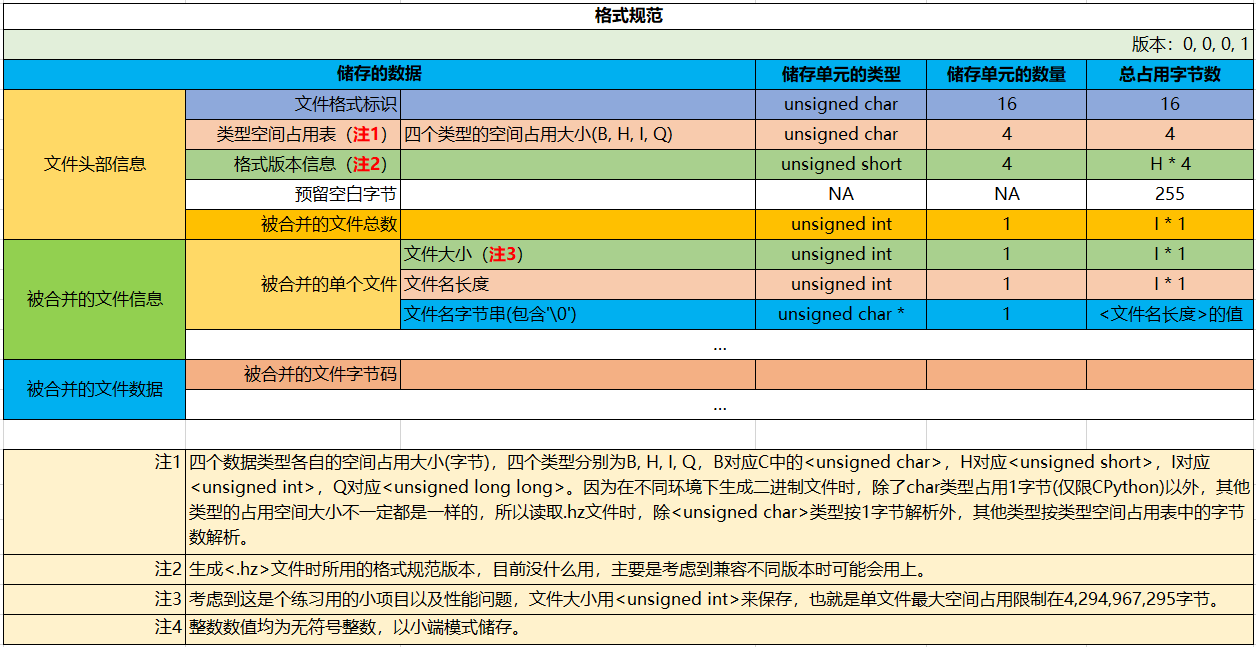 格式规范
版本：0, 0, 0, 1
储存的数据 储存单元的类型 储存单元的数量 总占用字节数
文件头部信息
文件格式标识 unsigned char 16 16
类型空间占用表（注1） 四个类型的空间占用大小(B, H, I, Q) unsigned char 4 4
格式版本信息（注2） unsigned short 4 H * 4
预留空白字节 NA NA 255
被合并的文件总数 unsigned int 1 I * 1
被合并的文件信息
被合并的单个文件
文件大小（注3） unsigned int 1 I * 1
文件名长度 unsigned int 1 I * 1
文件名字节串(包含'\0') unsigned char * 1 <文件名长度>的值
...
被合并的文件数据
被合并的文件字节码
...
注1 四个数据类型各自的空间占用大小(字节)，四个类型分别为B, H, I, Q，B对应C中的<unsigned char>，H对应<unsigned short>，I对应
<unsigned int>，Q对应<unsigned long long>。因为在不同环境下生成二进制文件时，除了char类型占用1字节(仅限CPython)以外，其他
类型的占用空间大小不一定都是一样的，所以读取.hz文件时，除<unsigned char>类型按1字节解析外，其他类型按类型空间占用表中的字节
数解析。
注2 生成<.hz>文件时所用的格式规范版本，目前没什么用，主要是考虑到兼容不同版本时可能会用上。
注3 考虑到这是个练习用的小项目以及性能问题，文件大小用<unsigned int>来保存，也就是单文件最大空间占用限制在4,294,967,295字节。
注4 整数数值均为无符号整数，以小端模式储存。